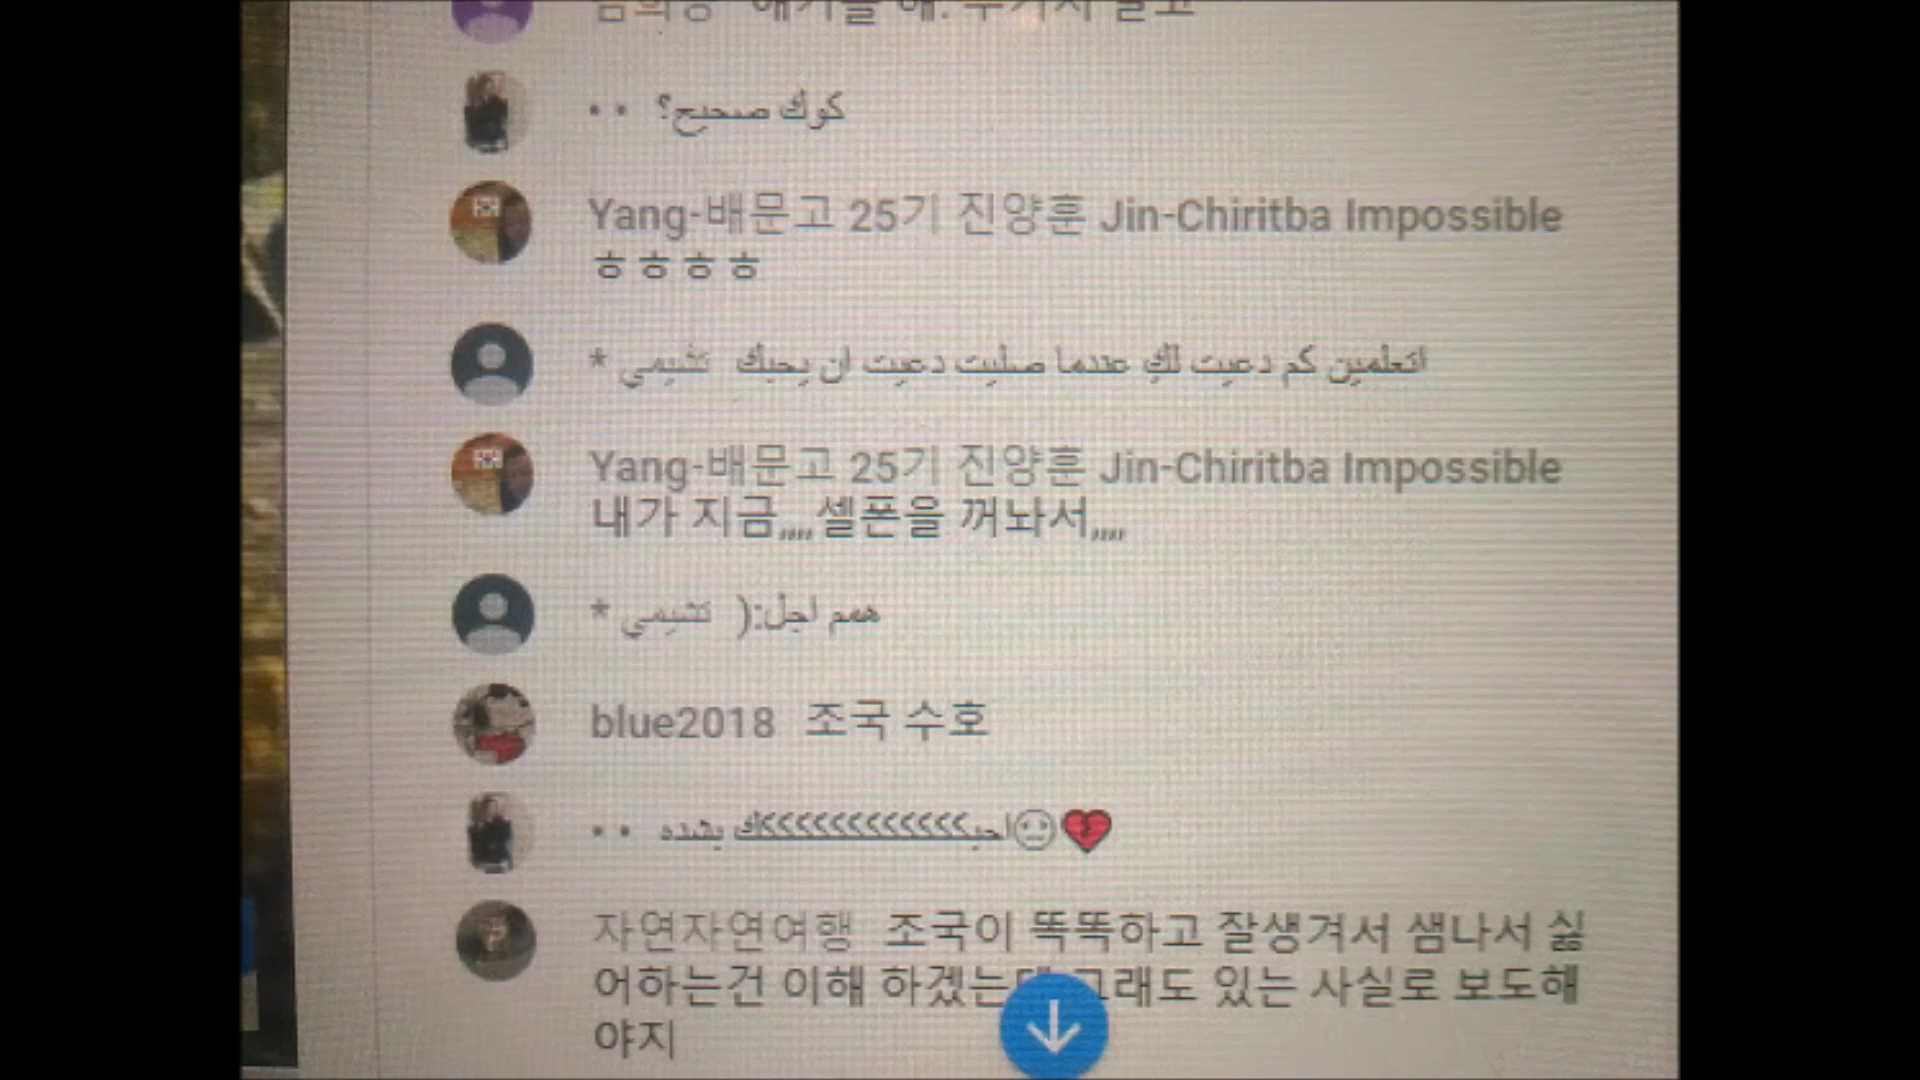 • • كوك صحيح؟
Yang-배문고 25기 진양훈 Jin-Chiritba Impossible
ㅎㅎㅎㅎ
* تشيمي اتعلمين كم دعيت لكِ عندما صليت دعيت ان يحبك
Yang-배문고 25기 진양훈 Jin-Chiritba Impossible
내가 지금,,,,,셀폰을 꺼놔서,,,,,
* تشيمي همم اجل:(
blue2018 조국 수호
• • احبككككككككككككككك بشده😐💔
자연자연여행 조국이 똑똑하고 잘생겨서 샘나서 싫
어하는건 이해 하겠는데 그래도 있는 사실로 보도해
야지